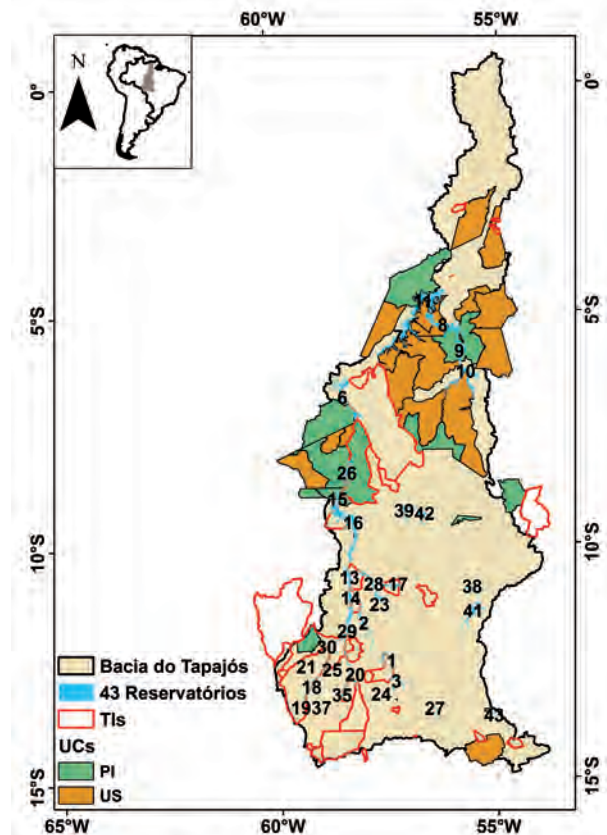 60°W 55°W
N
0° 0°
5°S 5°S
11
8
7
9
10
6
26
15
39 42
16
10°S 10°S
13 28 17 38
14 23
41
2
29
30
21 25 1
20 3
18
35 24
19 37 27 43
Bacia do Tapajós
43 Reservatórios
TIs
UCs
PI
US
15°S 15°S
65°W 60°W 55°W